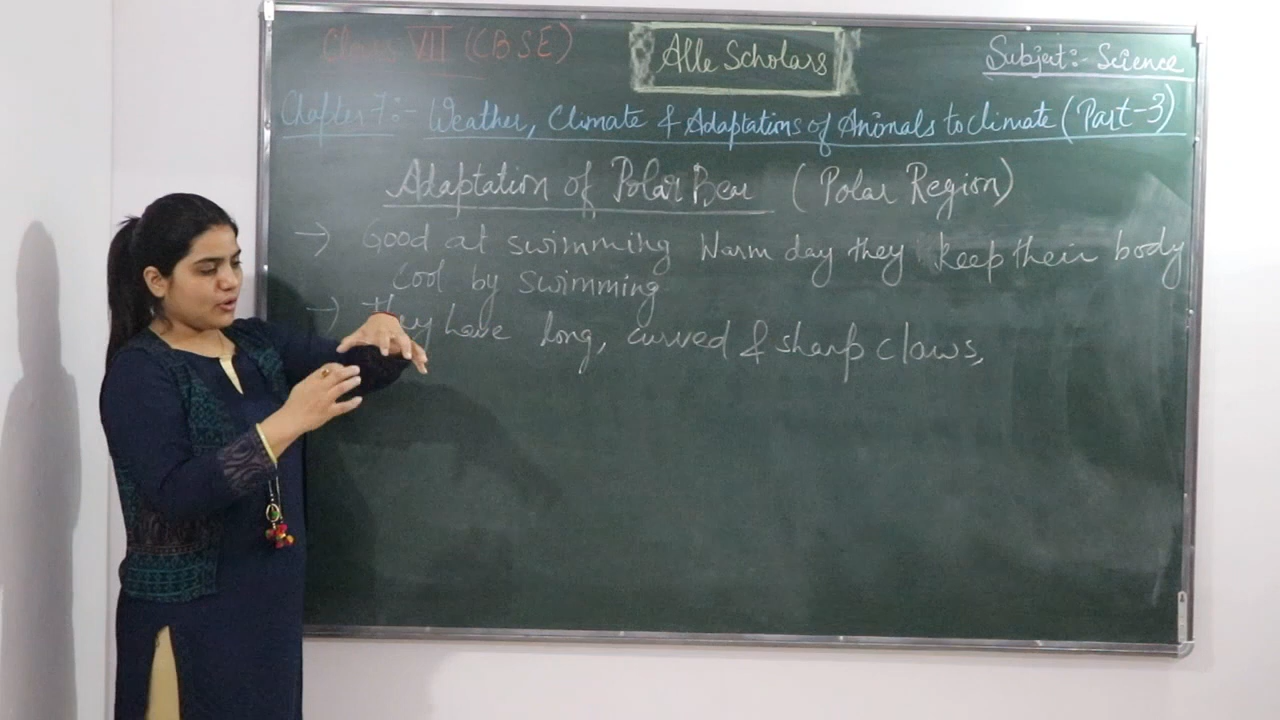 Class VII (CBSE)
Alle Scholars
Subject:- Science
Chapter 7:- Weather, Climate & Adaptations of Animals to climate (Part-3)
Adaptation of Polar Bear (Polar Region)
→ Good at swimming Warm day they keep their body
Cool by swimming
→ they have long, curved & sharp claws,